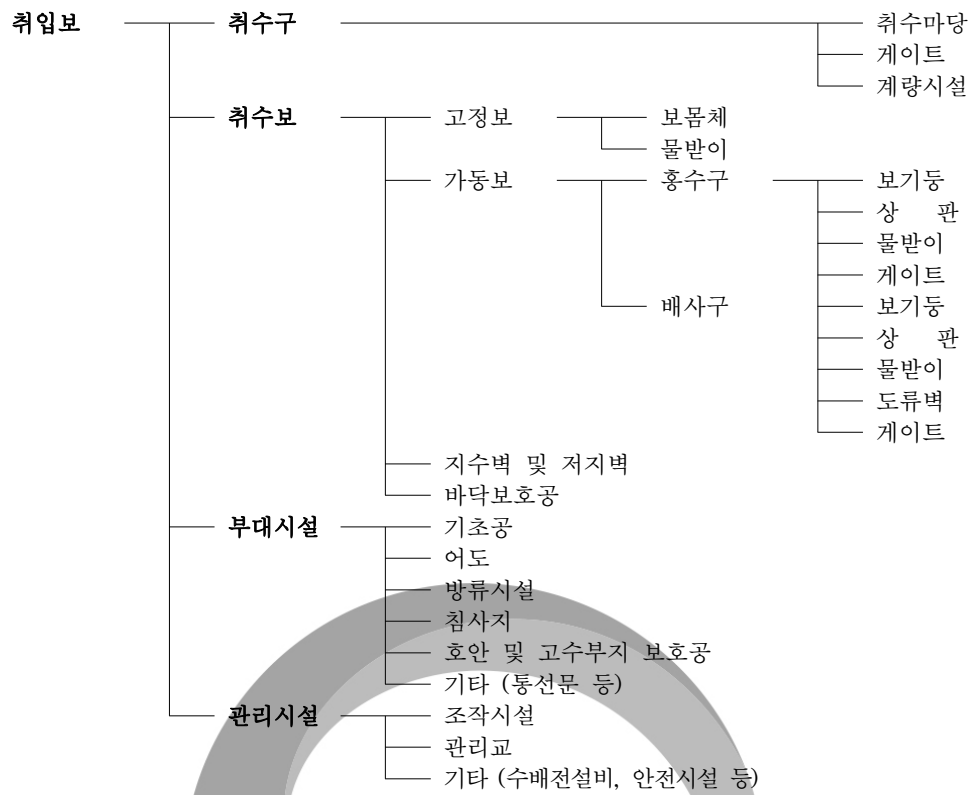 취입보 취수구 취수마당
게이트
계량시설
취수보 고정보 보몸체
물받이
가동보 홍수구 보기둥
상 판
물받이
게이트
배사구 보기둥
상 판
물받이
도류벽
게이트
지수벽 및 저지벽
바닥보호공
부대시설 기초공
어도
방류시설
침사지
호안 및 고수부지 보호공
기타 (통선문 등)
관리시설 조작시설
관리교
기타 (수배전설비, 안전시설 등)